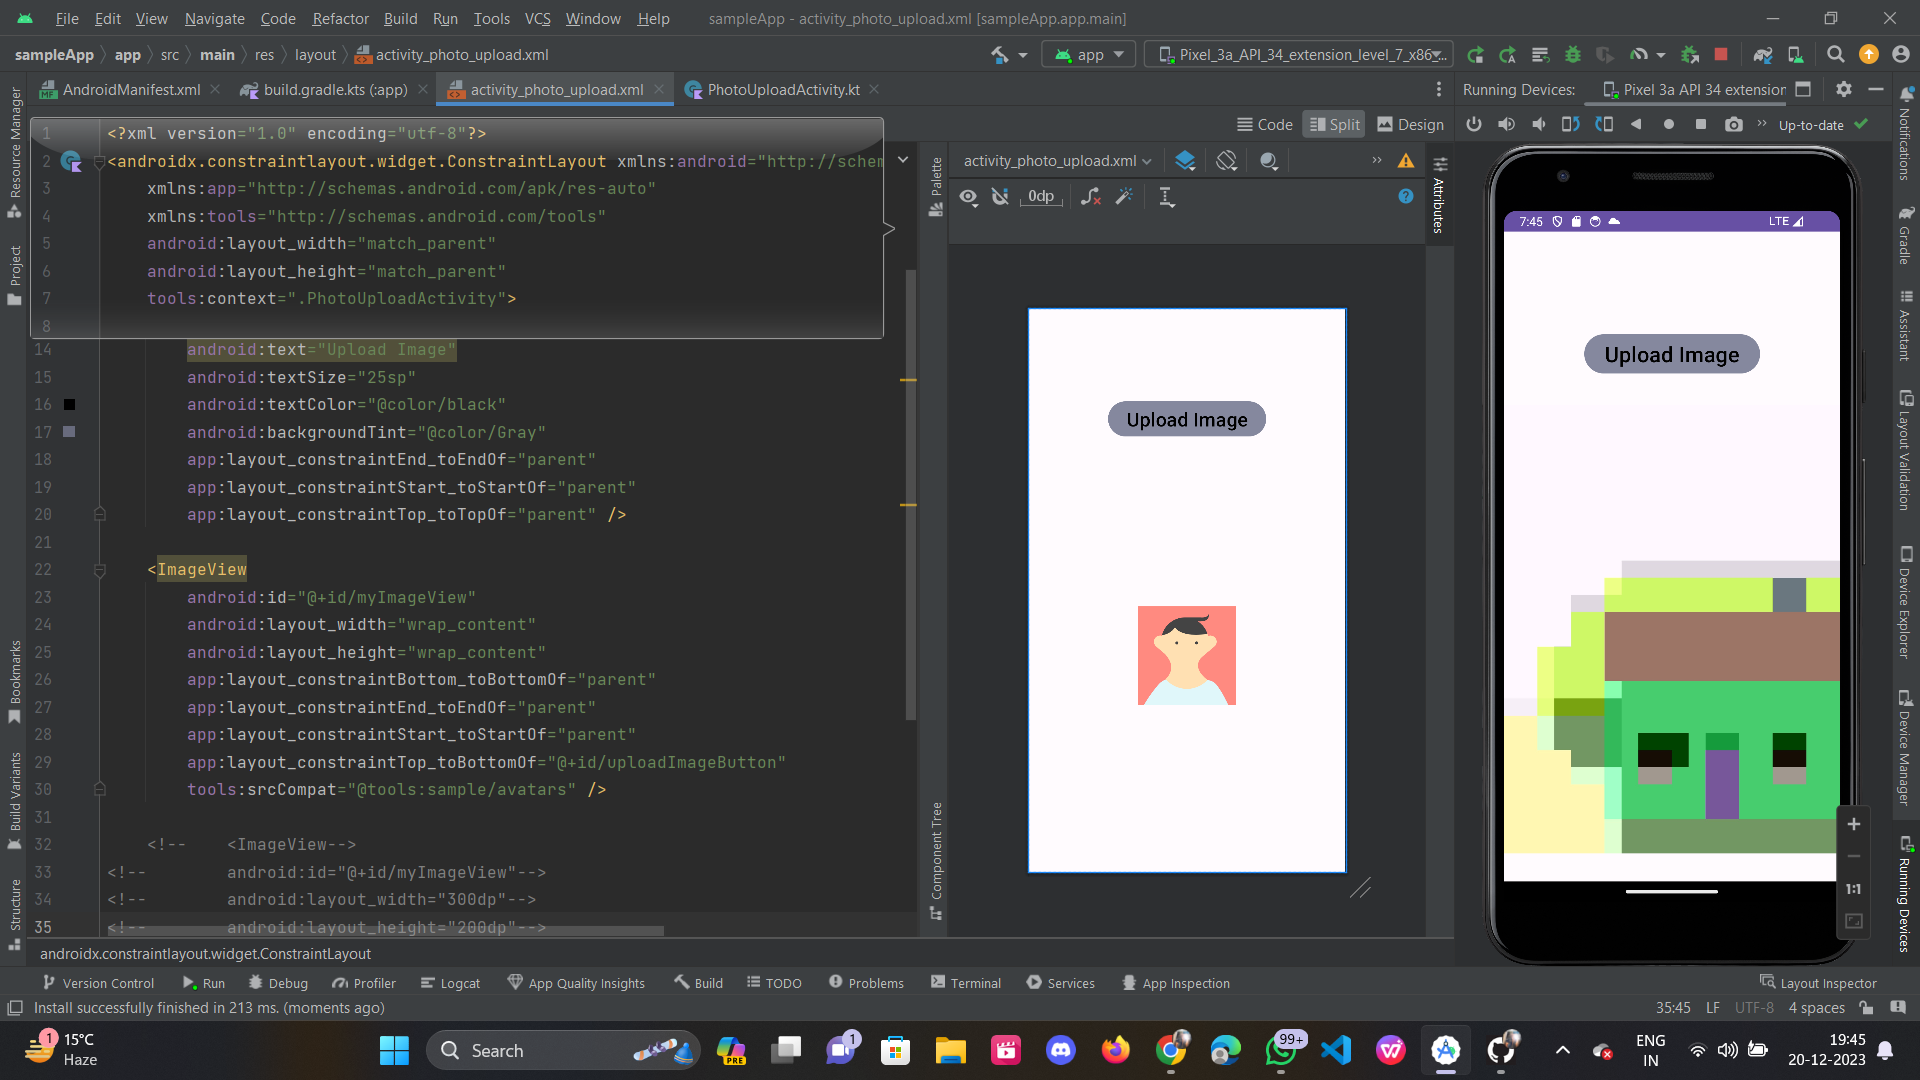 File Edit View Navigate Code Refactor Build Run Tools VCS Window Help sampleApp - activity_photo_upload.xml [sampleApp.app.main]
sampleApp app src main res layout activity_photo_upload.xml app Pixel_3a_API_34_extension_level_7_x86...
AndroidManifest.xml build.gradle.kts (:app) activity_photo_upload.xml PhotoUploadActivity.kt Running Devices: Pixel 3a API 34 extension
Code Split Design Up-to-date
Resource Manager
Project
Bookmarks
Build Variants
Structure
1 <?xml version="1.0" encoding="utf-8"?>
2 <androidx.constraintlayout.widget.ConstraintLayout xmlns:android="http://schem
3 xmlns:app="http://schemas.android.com/apk/res-auto"
4 xmlns:tools="http://schemas.android.com/tools"
5 android:layout_width="match_parent"
6 android:layout_height="match_parent"
7 tools:context=".PhotoUploadActivity">
8
14 android:text="Upload Image"
15 android:textSize="25sp"
16 android:textColor="@color/black"
17 android:backgroundTint="@color/Gray"
18 app:layout_constraintEnd_toEndOf="parent"
19 app:layout_constraintStart_toStartOf="parent"
20 app:layout_constraintTop_toTopOf="parent" />
21
22 <ImageView
23 android:id="@+id/myImageView"
24 android:layout_width="wrap_content"
25 android:layout_height="wrap_content"
26 app:layout_constraintBottom_toBottomOf="parent"
27 app:layout_constraintEnd_toEndOf="parent"
28 app:layout_constraintStart_toStartOf="parent"
29 app:layout_constraintTop_toBottomOf="@+id/uploadImageButton"
30 tools:srcCompat="@tools:sample/avatars" />
31
32 <!-- <ImageView-->
33 <!-- android:id="@+id/myImageView"-->
34 <!-- android:layout_width="300dp"-->
35 <!-- android:layout_height="200dp"-->
Palette
Component Tree
activity_photo_upload.xml
0dp
Attributes
Upload Image
7:45 LTE
Upload Image
1:1
Notifications
Gradle
Assistant
Layout Validation
Device Explorer
Device Manager
Running Devices
androidx.constraintlayout.widget.ConstraintLayout
Version Control Run Debug Profiler Logcat App Quality Insights Build TODO Problems Terminal Services App Inspection Layout Inspector
Install successfully finished in 213 ms. (moments ago) 35:45 LF UTF-8 4 spaces
1 15°C
Haze
Search
PRE
1
99+
ENG
IN
19:45
20-12-2023